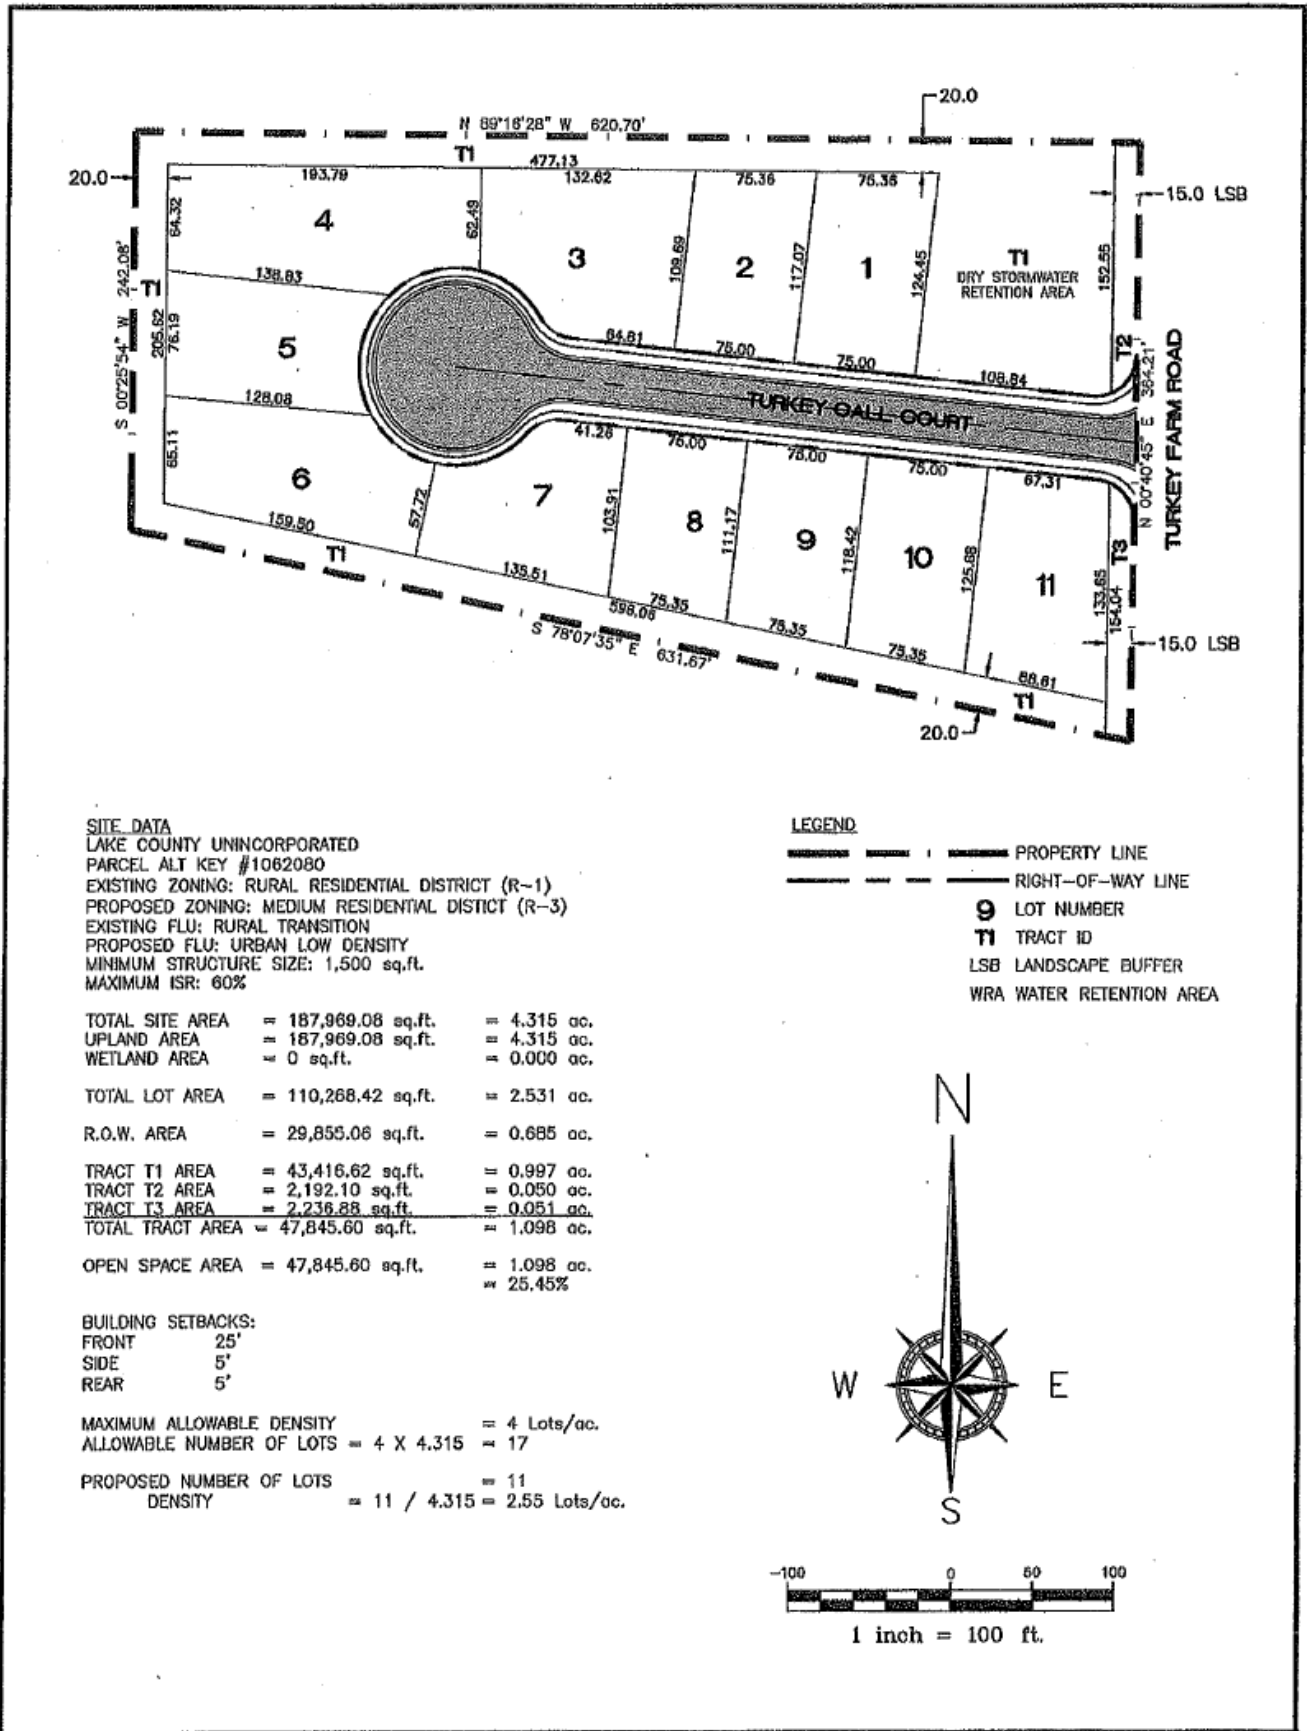 20.0
N 89°16'28" W 620.70'
T1
477.13
20.0
193.79
132.62
75.36
75.36
15.0 LSB
64.32
4
62.49
3
109.69
2
117.07
1
124.45
T1
DRY STORMWATER
RETENTION AREA
152.55
S 00°25'54" W 242.08'
T1
138.83
205.62
76.19
5
64.81
75.00
75.00
108.84
T2
128.08
TURKEY CALL COURT
N 00°40'45" E 364.21'
TURKEY FARM ROAD
65.11
6
41.26
75.00
75.00
75.00
67.31
7
57.72
103.91
8
111.17
9
118.42
10
125.68
11
T3
133.65
154.04
159.50
T1
135.51
75.35
598.06
S 78°07'35" E 631.67'
75.35
75.35
15.0 LSB
88.61
T1
20.0
SITE DATA
LAKE COUNTY UNINCORPORATED
PARCEL ALT KEY #1062080
EXISTING ZONING: RURAL RESIDENTIAL DISTRICT (R-1)
PROPOSED ZONING: MEDIUM RESIDENTIAL DISTICT (R-3)
EXISTING FLU: RURAL TRANSITION
PROPOSED FLU: URBAN LOW DENSITY
MINIMUM STRUCTURE SIZE: 1,500 sq.ft.
MAXIMUM ISR: 60%
TOTAL SITE AREA = 187,969.08 sq.ft. = 4.315 ac.
UPLAND AREA = 187,969.08 sq.ft. = 4.315 ac.
WETLAND AREA = 0 sq.ft. = 0.000 ac.
TOTAL LOT AREA = 110,268.42 sq.ft. = 2.531 ac.
R.O.W. AREA = 29,855.06 sq.ft. = 0.685 ac.
TRACT T1 AREA = 43,416.62 sq.ft. = 0.997 ac.
TRACT T2 AREA = 2,192.10 sq.ft. = 0.050 ac.
TRACT T3 AREA = 2,236.88 sq.ft. = 0.051 ac.
TOTAL TRACT AREA = 47,845.60 sq.ft. = 1.098 ac.
OPEN SPACE AREA = 47,845.60 sq.ft. = 1.098 ac.
= 25.45%
BUILDING SETBACKS:
FRONT 25'
SIDE 5'
REAR 5'
MAXIMUM ALLOWABLE DENSITY = 4 Lots/ac.
ALLOWABLE NUMBER OF LOTS = 4 X 4.315 = 17
PROPOSED NUMBER OF LOTS = 11
DENSITY = 11 / 4.315 = 2.55 Lots/ac.
LEGEND
PROPERTY LINE
RIGHT-OF-WAY LINE
9 LOT NUMBER
T1 TRACT ID
LSB LANDSCAPE BUFFER
WRA WATER RETENTION AREA
N
W E
S
-100 0 50 100
1 inch = 100 ft.